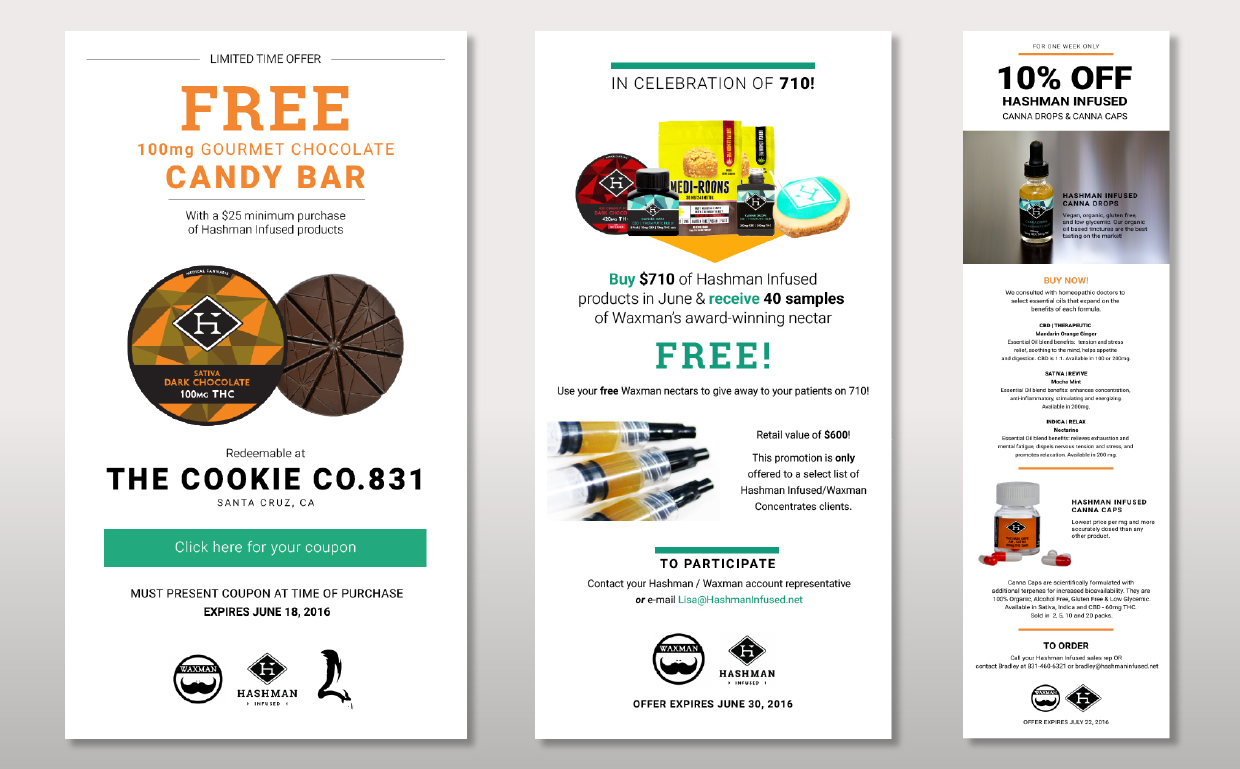 LIMITED TIME OFFER
FREE
100mg GOURMET CHOCOLATE
CANDY BAR
With a $25 minimum purchase
of Hashman Infused products
MEDICAL CANNABIS
H
SATIVA
DARK CHOCOLATE
100MG THC
Redeemable at
THE COOKIE CO.831
SANTA CRUZ, CA
Click here for your coupon
MUST PRESENT COUPON AT TIME OF PURCHASE
EXPIRES JUNE 18, 2016
WAXMAN
H
HASHMAN
INFUSED
IN CELEBRATION OF 710!
MEDI-ROONS
H
DARK CHOCO
420MG TH
Buy $710 of Hashman Infused
products in June & receive 40 samples
of Waxman's award-winning nectar
FREE!
Use your free Waxman nectars to give away to your patients on 710!
Retail value of $600!
This promotion is only
offered to a select list of
Hashman Infused/Waxman
Concentrates clients.
TO PARTICIPATE
Contact your Hashman / Waxman account representative
or e-mail Lisa@HashmanInfused.net
WAXMAN
H
HASHMAN
INFUSED
OFFER EXPIRES JUNE 30, 2016
FOR ONE WEEK ONLY
10% OFF
HASHMAN INFUSED
CANNA DROPS & CANNA CAPS
HASHMAN INFUSED
CANNA DROPS
Vegan, organic, gluten free,
and low glycemic. Our organic
oil based tinctures are the best
tasting on the market!
BUY NOW!
We consulted with homeopathic doctors to
select essential oils that expand on the
benefits of each formula.
CBD | THERAPEUTIC
Mandarin Orange Ginger
Essential Oil blend benefits: tension and stress
relief, soothing to the mind, helps appetite
and digestion. CBD is 1:1. Available in 100 or 200mg.
SATIVA | REVIVE
Mocha Mint
Essential Oil blend benefits: enhances concentration,
anti-inflammatory, stimulating and energizing.
Available in 200mg.
INDICA | RELAX
Nectarine
Essential Oil blend benefits: relieves exhaustion and
mental fatigue, dispels nervous tension and stress, and
promotes relaxation. Available in 200 mg.
HASHMAN INFUSED
CANNA CAPS
Lowest price per mg and more
accurately dosed than any
other product.
Canna Caps are scientifically formulated with
additional terpenes for increased bioavailability. They are
100% Organic, Alcohol Free, Gluten Free & Low Glycemic.
Available in Sativa, Indica and CBD - 60mg THC
Sold in 2, 5, 10 and 20 packs.
TO ORDER
Call your Hashman Infused sales rep OR
contact Bradley at 831-460-6321 or bradley@hashmaninfused.net
WAXMAN
H
OFFER EXPIRES JULY 22, 2016